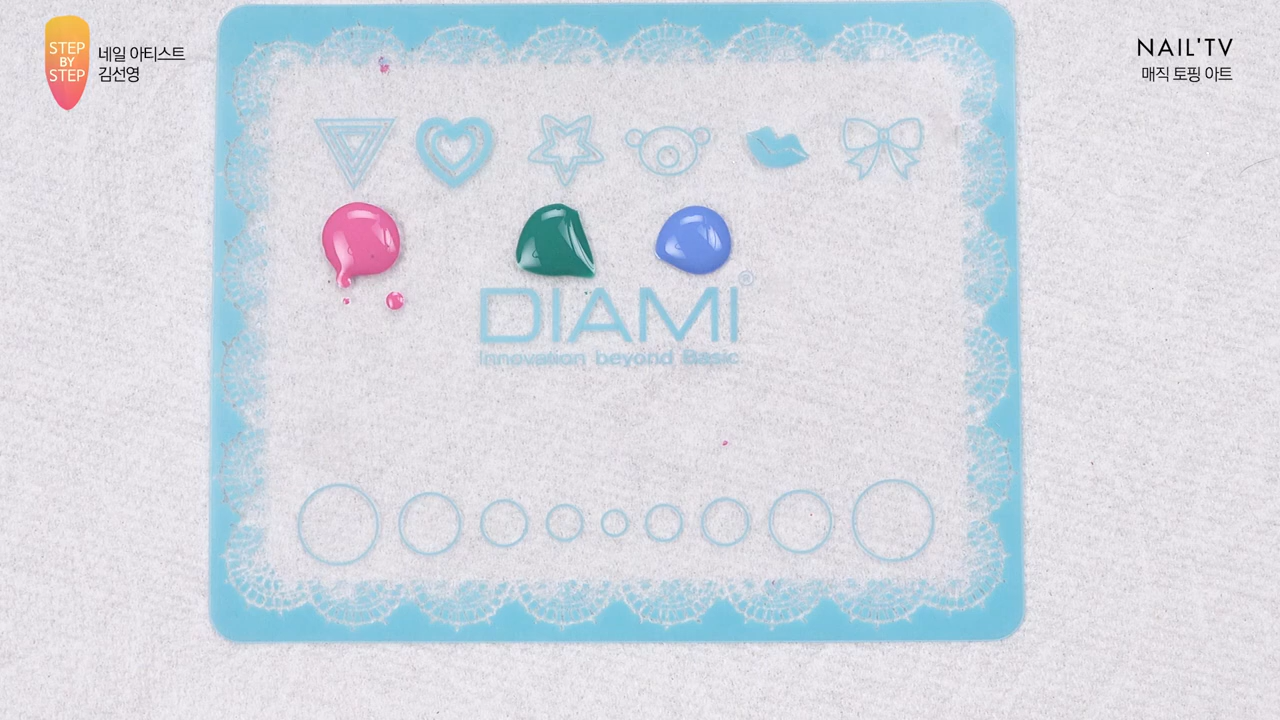 STEP
BY
STEP
네일 아티스트
김선영
NAIL'TV
매직 토핑 아트
DIAMI®
Innovation beyond Basic